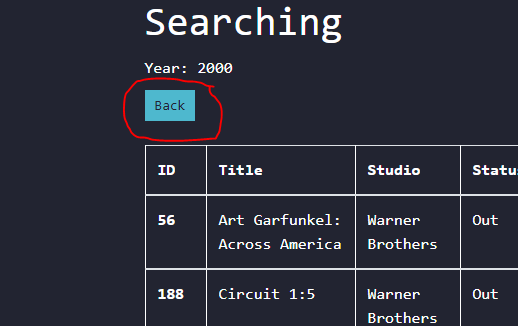 Searching
Year: 2000
Back
ID Title Studio
56 Art Garfunkel: Warner Out
Across America Brothers
188 Circuit 1:5 Warner Out
Brothers